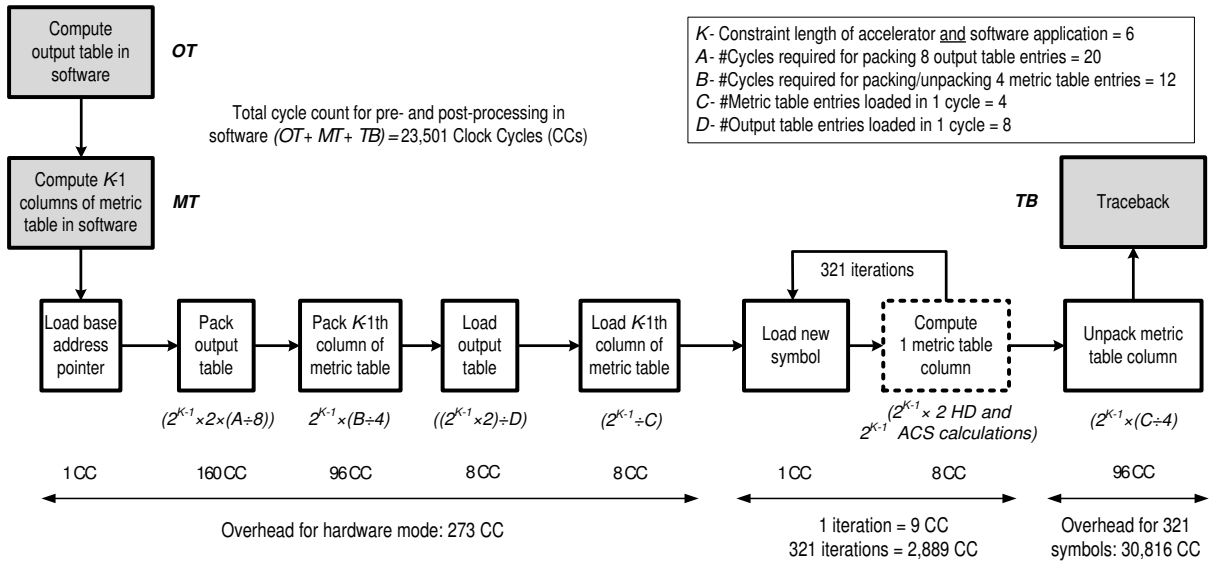 Compute
output table in
software
OT
K- Constraint length of accelerator and software application = 6
A- #Cycles required for packing 8 output table entries = 20
B- #Cycles required for packing/unpacking 4 metric table entries = 12
C- #Metric table entries loaded in 1 cycle = 4
D- #Output table entries loaded in 1 cycle = 8
Total cycle count for pre- and post-processing in
software (OT+ MT+ TB) = 23,501 Clock Cycles (CCs)
Compute K-1
columns of metric
table in software
MT
TB
Traceback
321 iterations
Load base
address
pointer
Pack
output
table
Pack K-1th
column of
metric table
Load
output
table
Load K-1th
column of
metric table
Load new
symbol
Compute
1 metric table
column
Unpack metric
table column
(2^{K-1}×2×(A÷8))
2^{K-1}×(B÷4)
((2^{K-1}×2)÷D)
(2^{K-1}÷C)
(2^{K-1}× 2 HD and
2^{K-1} ACS calculations)
(2^{K-1}×(C÷4)
1 CC
160 CC
96 CC
8 CC
8 CC
1 CC
8 CC
96 CC
Overhead for hardware mode: 273 CC
1 iteration = 9 CC
321 iterations = 2,889 CC
Overhead for 321
symbols: 30,816 CC